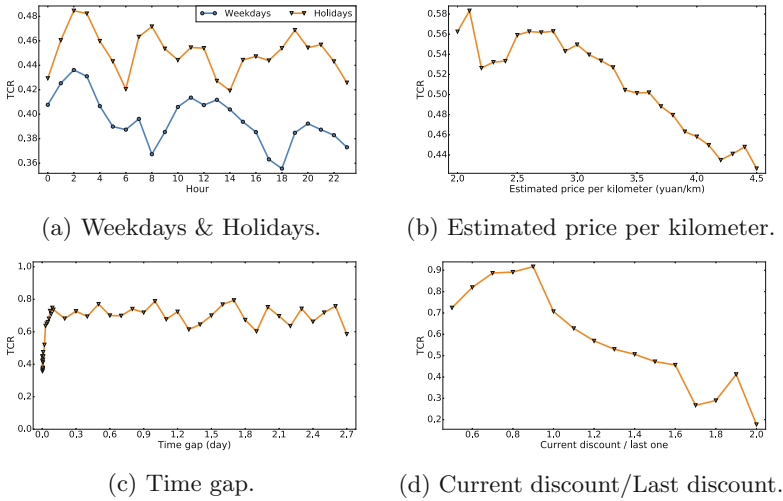 Weekdays Holidays
0.48
0.44
0.40
0.36
TCR
0 2 4 6 8 10 12 14 16 18 20 22
Hour
(a) Weekdays & Holidays.
0.58
0.56
0.54
0.52
0.50
0.48
0.46
0.44
TCR
2.0 2.5 3.0 3.5 4.0 4.5
Estimated price per kilometer (yuan/km)
(b) Estimated price per kilometer.
1.0
0.8
0.6
0.4
0.2
0.0
TCR
0.0 0.3 0.6 0.9 1.2 1.5 1.8 2.1 2.4 2.7
Time gap (day)
(c) Time gap.
0.9
0.8
0.7
0.6
0.5
0.4
0.3
0.2
TCR
0.6 0.8 1.0 1.2 1.4 1.6 1.8 2.0
Current discount / last one
(d) Current discount/Last discount.